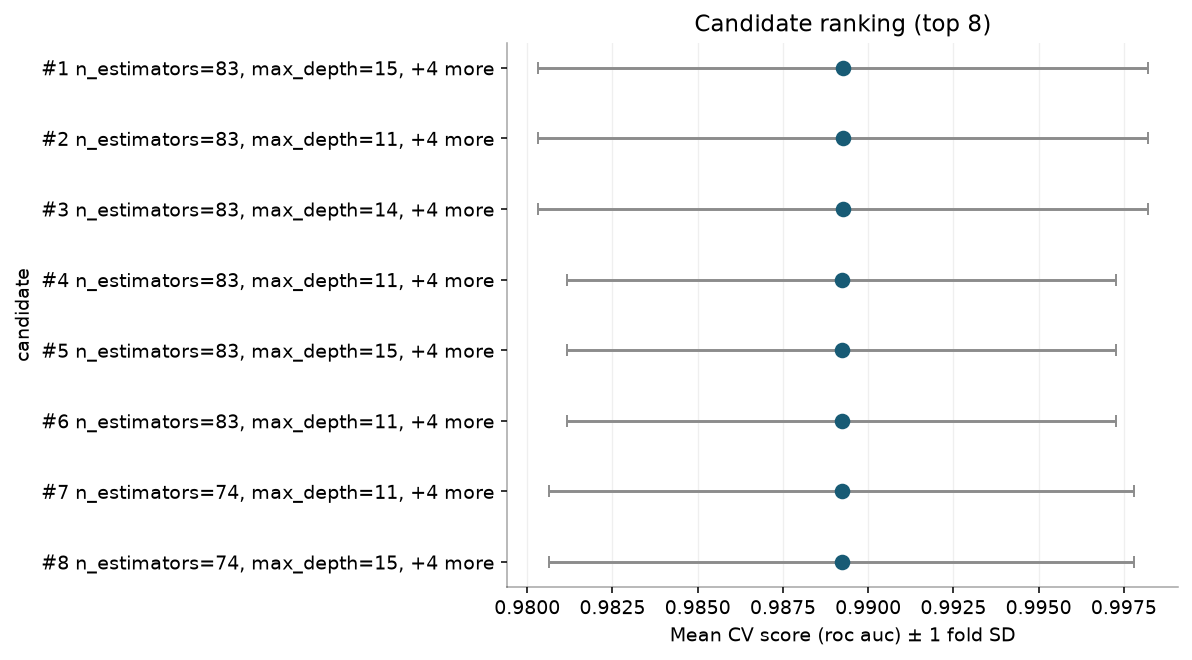 Candidate ranking (top 8)
candidate
#1 n_estimators=83, max_depth=15, +4 more
#2 n_estimators=83, max_depth=11, +4 more
#3 n_estimators=83, max_depth=14, +4 more
#4 n_estimators=83, max_depth=11, +4 more
#5 n_estimators=83, max_depth=15, +4 more
#6 n_estimators=83, max_depth=11, +4 more
#7 n_estimators=74, max_depth=11, +4 more
#8 n_estimators=74, max_depth=15, +4 more
0.9800 0.9825 0.9850 0.9875 0.9900 0.9925 0.9950 0.9975
Mean CV score (roc auc) ± 1 fold SD